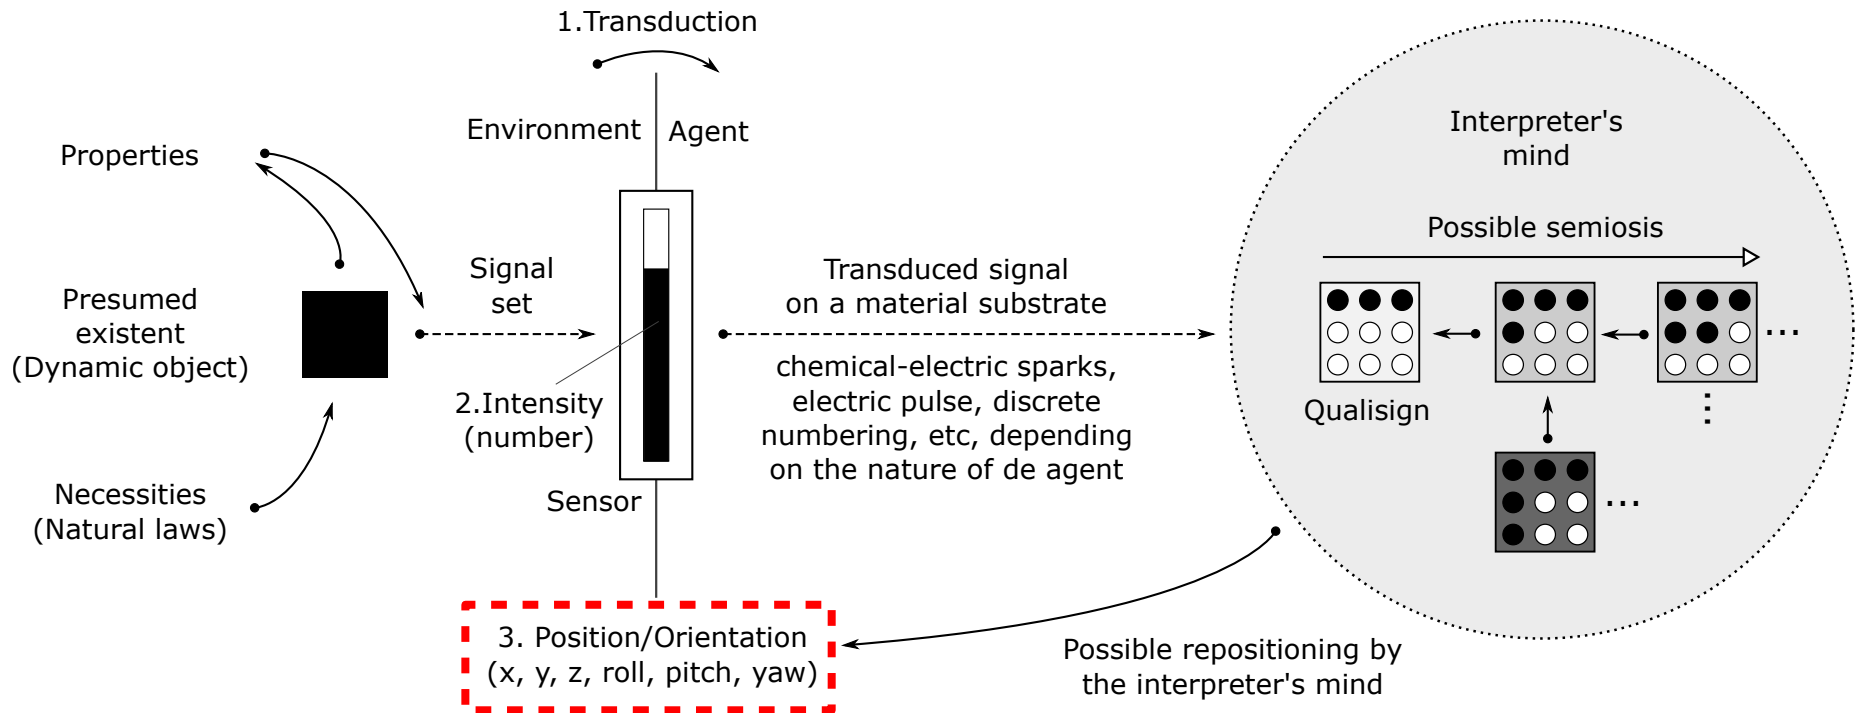 1.Transduction
Environment
Agent
Properties
Signal
set
Presumed
existent
(Dynamic object)
2.Intensity
(number)
Necessities
(Natural laws)
Sensor
3. Position/Orientation
(x, y, z, roll, pitch, yaw)
Transduced signal
on a material substrate
chemical-electric sparks,
electric pulse, discrete
numbering, etc, depending
on the nature of de agent
Interpreter's
mind
Possible semiosis
...
Qualisign
...
...
Possible repositioning by
the interpreter's mind